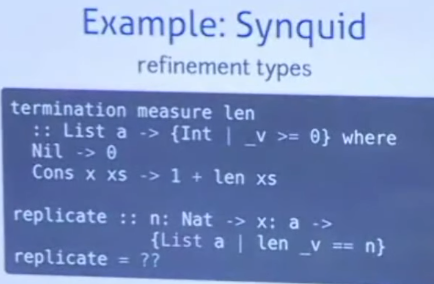 Example: Synquid
refinement types
termination measure len
:: List a -> {Int | _v >= 0} where
Nil -> 0
Cons x xs -> 1 + len xs
replicate :: n: Nat -> x: a ->
{List a | len _v == n}
replicate = ??